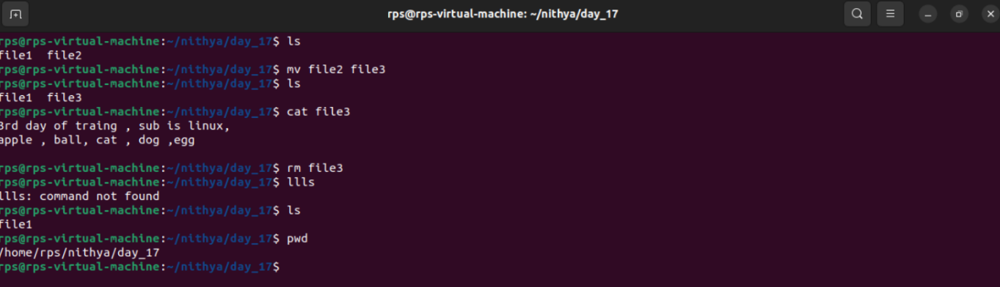 rps@rps-virtual-machine: ~/nithya/day_17
rps@rps-virtual-machine:~/nithya/day_17$ ls
file1  file2
rps@rps-virtual-machine:~/nithya/day_17$ mv file2 file3
rps@rps-virtual-machine:~/nithya/day_17$ ls
file1  file3
rps@rps-virtual-machine:~/nithya/day_17$ cat file3
3rd day of traing , sub is linux,
apple , ball, cat , dog ,egg
rps@rps-virtual-machine:~/nithya/day_17$ rm file3
rps@rps-virtual-machine:~/nithya/day_17$ llls
llls: command not found
rps@rps-virtual-machine:~/nithya/day_17$ ls
file1
rps@rps-virtual-machine:~/nithya/day_17$ pwd
/home/rps/nithya/day_17
rps@rps-virtual-machine:~/nithya/day_17$